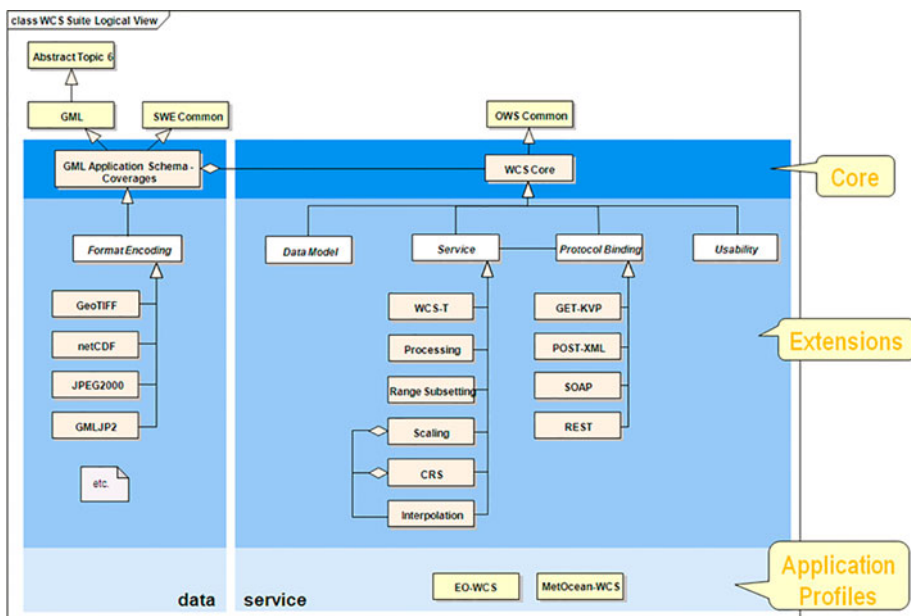 class WCS Suite Logical View
Abstract Topic 6
GML
SWE Common
OWS Common
GML Application Schema -
Coverages
WCS Core
Core
Format Encoding
Data Model
Service
Protocol Binding
Usability
GeoTIFF
netCDF
JPEG2000
GMLJP2
etc.
WCS-T
Processing
Range Subsetting
Scaling
CRS
Interpolation
GET-KVP
POST-XML
SOAP
REST
Extensions
EO-WCS
MetOcean-WCS
data
service
Application
Profiles